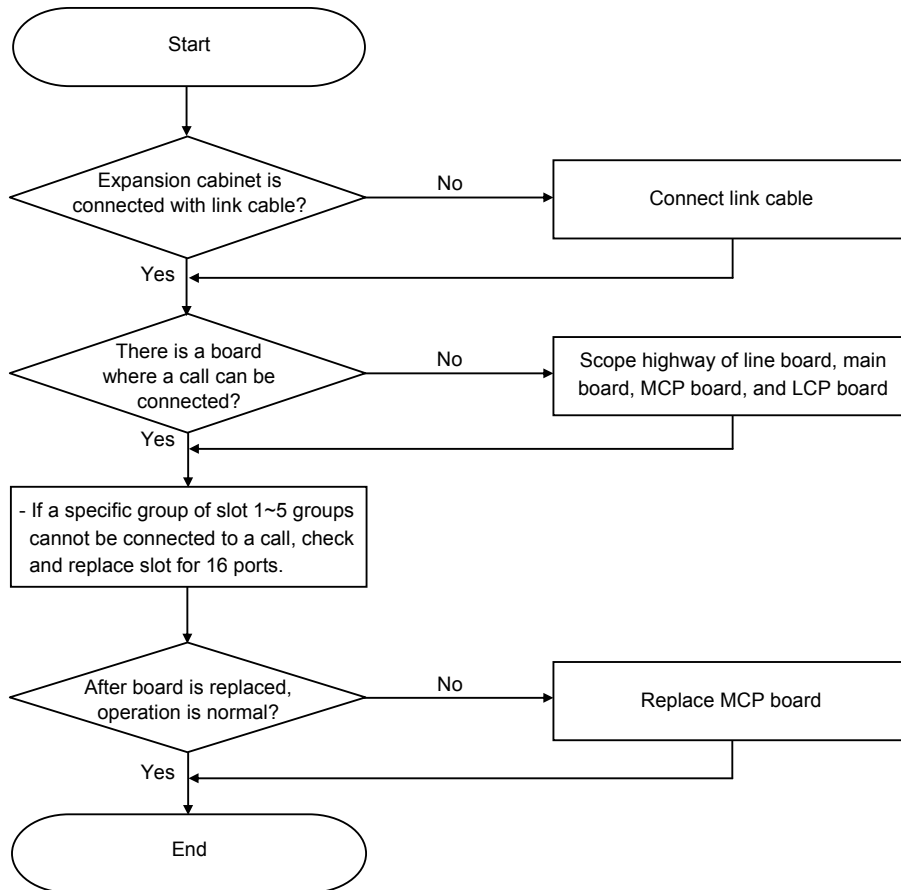 Start
Expansion cabinet is
connected with link cable?
No
Connect link cable
Yes
There is a board
where a call can be
connected?
No
Scope highway of line board, main
board, MCP board, and LCP board
Yes
- If a specific group of slot 1~5 groups
cannot be connected to a call, check
and replace slot for 16 ports.
After board is replaced,
operation is normal?
No
Replace MCP board
Yes
End